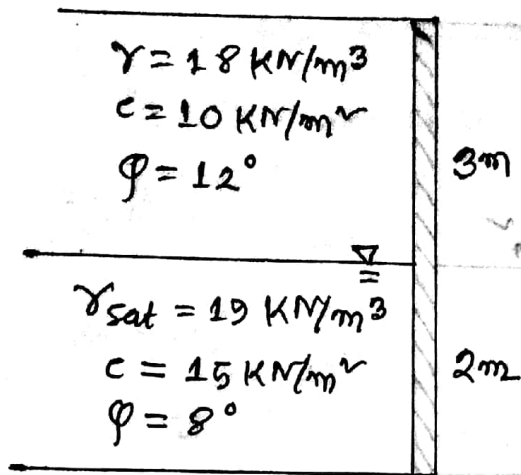 γ = 18 KN/m³
c = 10 KN/m²
φ = 12°
3m
γsat = 19 KN/m³
c = 15 KN/m²
φ = 8°
2m